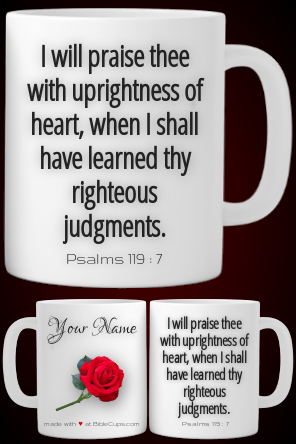 I will praise thee
with uprightness of
heart, when I shall
have learned thy
righteous
judgments.
Psalms 119 : 7
Your Name
made with ♥ at BibleCups.com
I will praise thee
with uprightness of
heart, when I shall
have learned thy
righteous
judgments.
Psalms 119 : 7